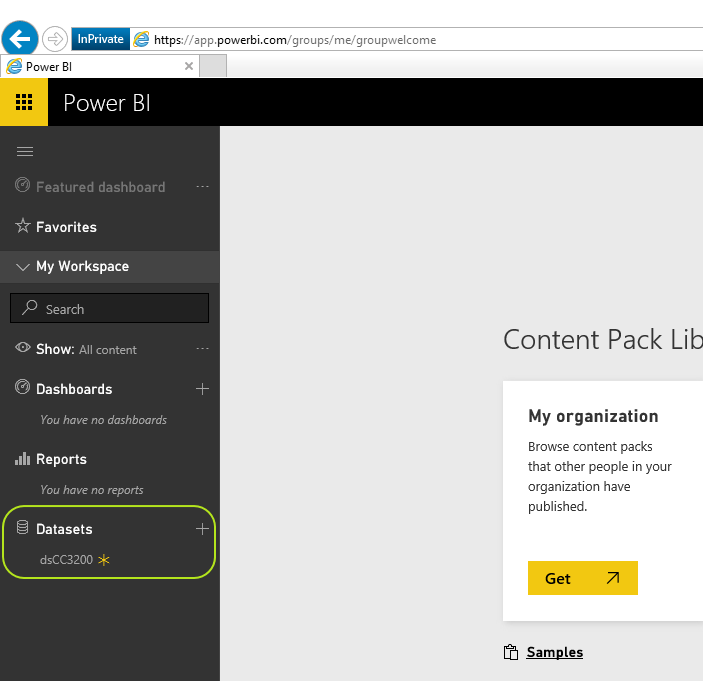 InPrivate https://app.powerbi.com/groups/me/groupwelcome
Power BI
Power BI
Featured dashboard
Favorites
My Workspace
Search
Show: All content
Dashboards
You have no dashboards
Reports
You have no reports
Datasets
dsCC3200
Content Pack Lib
My organization
Browse content packs
that other people in your
organization have
published.
Get
Samples